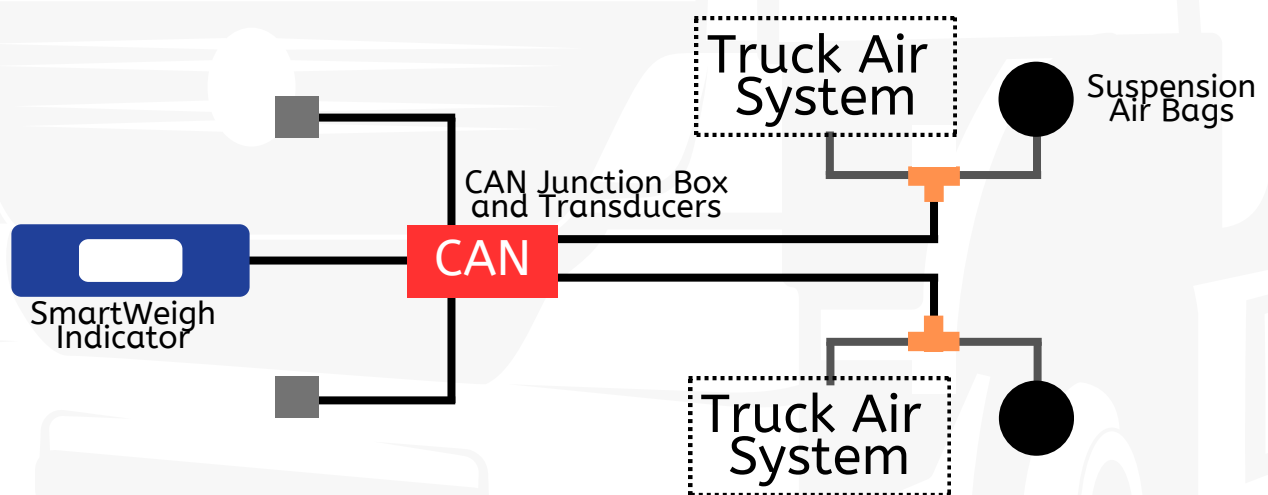 Truck Air
System
Suspension
Air Bags
CAN Junction Box
and Transducers
CAN
SmartWeigh
Indicator
Truck Air
System